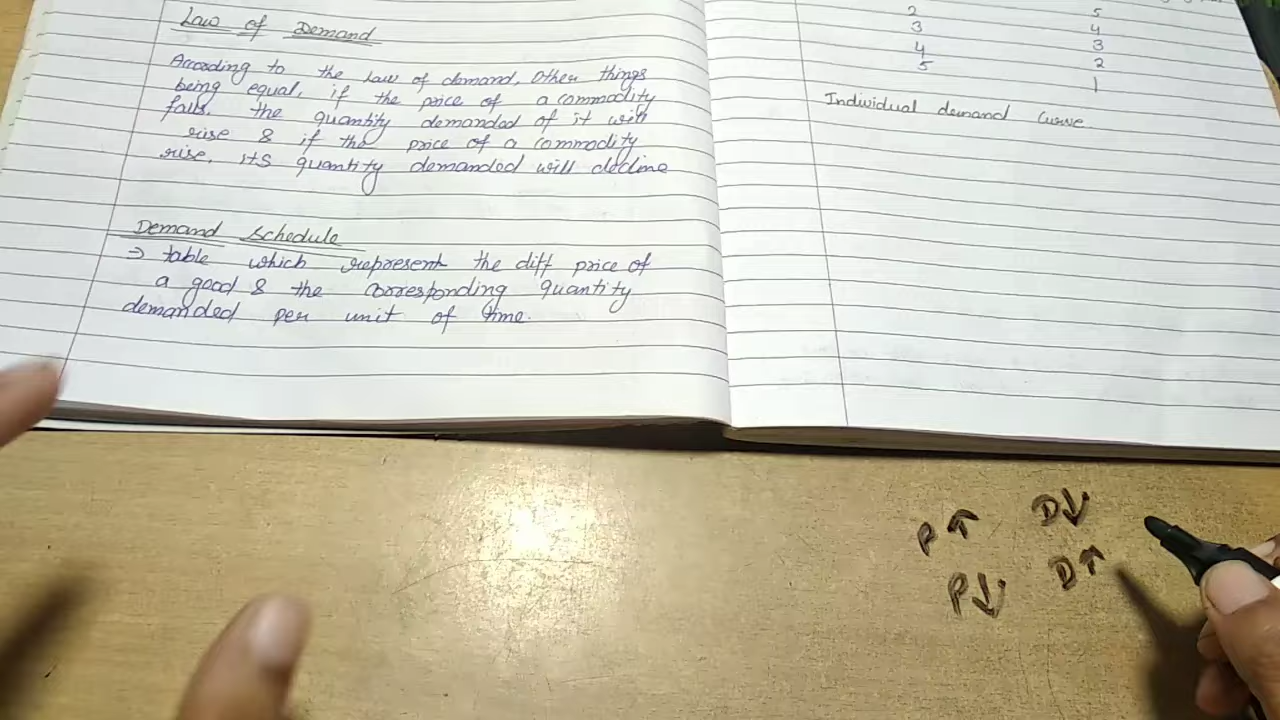 Law of Demand
According to the law of demand, Other things
being equal, if the price of a commodity
falls. the quantity demanded of it will
rise & if the price of a commodity
rise. its quantity demanded will decline
Demand Schedule
⇒ table which represent the diff price of
a good & the corresponding quantity
demanded per unit of time.
2 5
3 4
4 3
5 2
1
Individual demand Curve
P↑ D↓
P↓ D↑